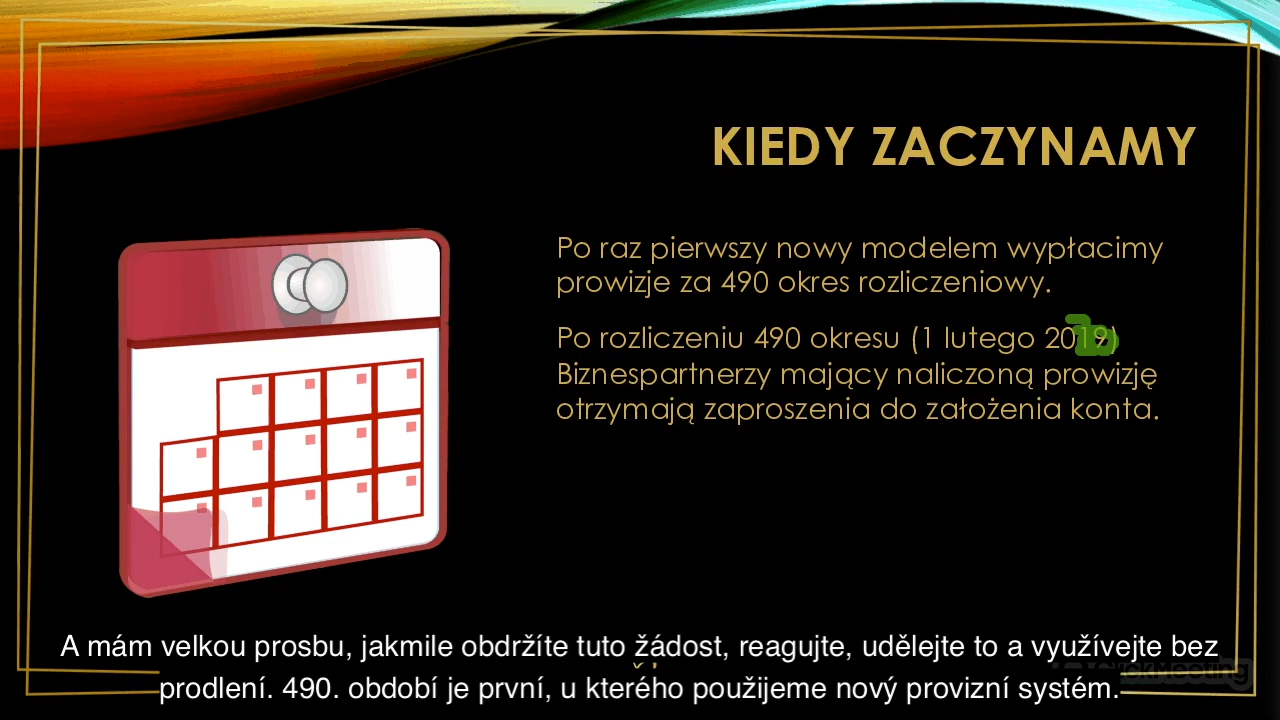 KIEDY ZACZYNAMY
Po raz pierwszy nowy modelem wypłacimy
prowizje za 490 okres rozliczeniowy.
Po rozliczeniu 490 okresu (1 lutego 2019)
Biznespartnerzy mający naliczoną prowizję
otrzymają zaproszenia do założenia konta.
A mám velkou prosbu, jakmile obdržíte tuto žádost, reagujte, udělejte to a využívejte bez
prodlení. 490. období je první, u kterého použijeme nový provizní systém.